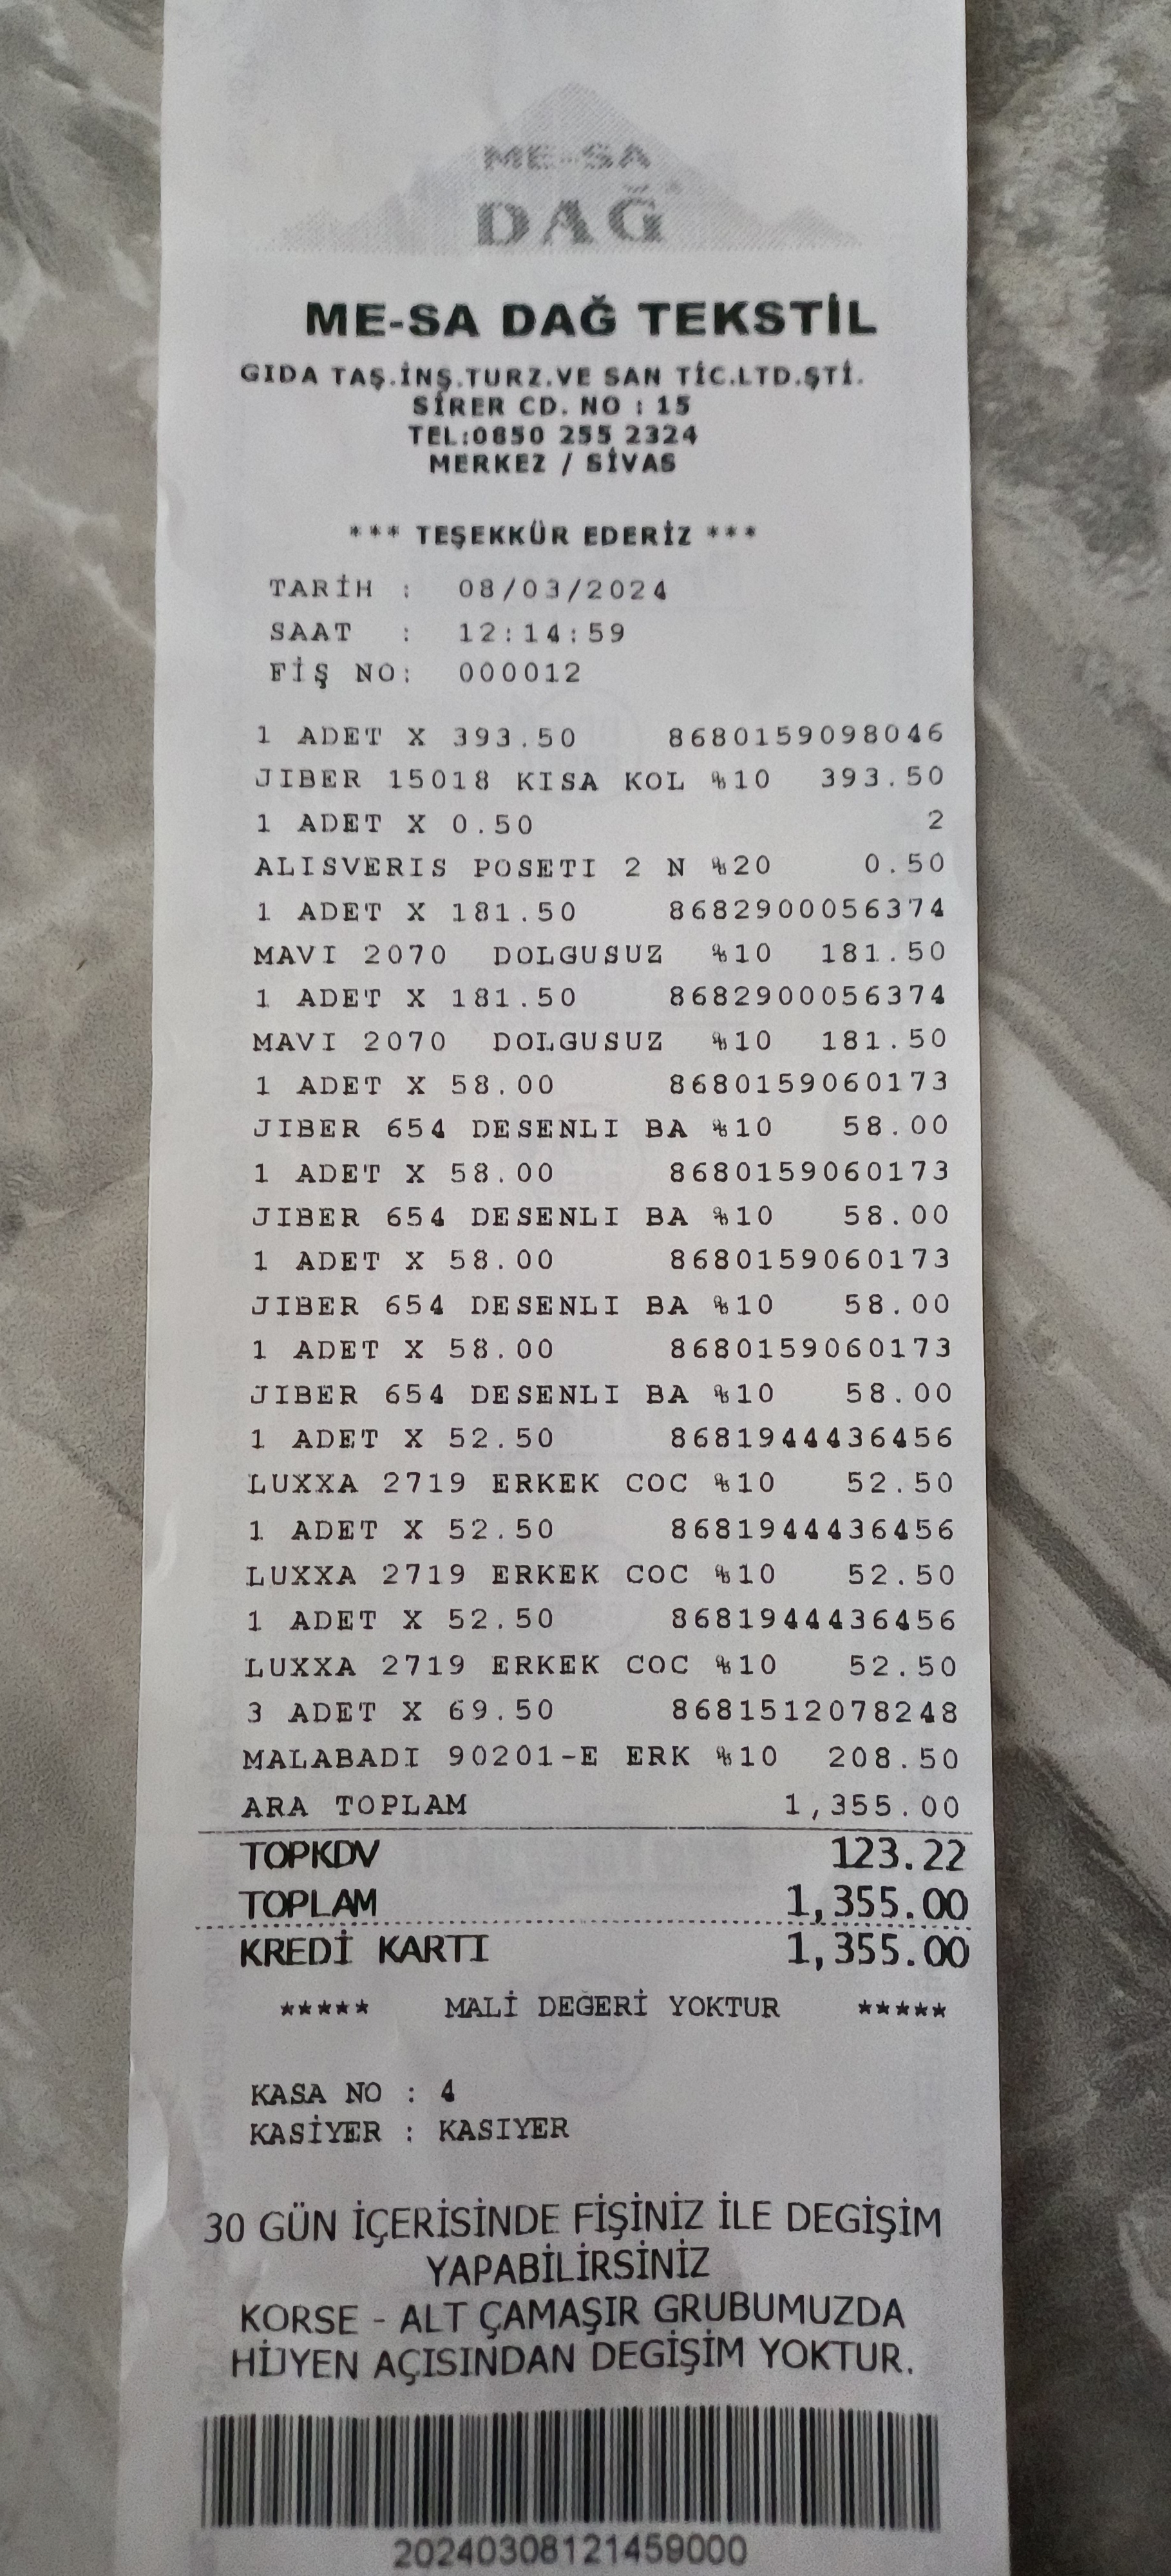 ME-SA
DAĞ
ME-SA DAĞ TEKSTİL
GIDA TAŞ.İNŞ.TURZ.VE SAN TİC.LTD.ŞTİ.
SİRER CD. NO : 15
TEL:0850 255 2324
MERKEZ / SİVAS
*** TEŞEKKÜR EDERİZ ***
TARİH : 08/03/2024
SAAT : 12:14:59
FİŞ NO: 000012
1 ADET X 393.50 8680159098046
JIBER 15018 KISA KOL %10 393.50
1 ADET X 0.50 2
ALISVERIS POSETI 2 N %20 0.50
1 ADET X 181.50 8682900056374
MAVI 2070 DOLGUSUZ %10 181.50
1 ADET X 181.50 8682900056374
MAVI 2070 DOLGUSUZ %10 181.50
1 ADET X 58.00 8680159060173
JIBER 654 DESENLI BA %10 58.00
1 ADET X 58.00 8680159060173
JIBER 654 DESENLI BA %10 58.00
1 ADET X 58.00 8680159060173
JIBER 654 DESENLI BA %10 58.00
1 ADET X 58.00 8680159060173
JIBER 654 DESENLI BA %10 58.00
1 ADET X 52.50 8681944436456
LUXXA 2719 ERKEK COC %10 52.50
1 ADET X 52.50 8681944436456
LUXXA 2719 ERKEK COC %10 52.50
1 ADET X 52.50 8681944436456
LUXXA 2719 ERKEK COC %10 52.50
3 ADET X 69.50 8681512078248
MALABADI 90201-E ERK %10 208.50
ARA TOPLAM 1,355.00
TOPKDV 123.22
TOPLAM 1,355.00
KREDİ KARTI 1,355.00
***** MALİ DEĞERİ YOKTUR *****
KASA NO : 4
KASİYER : KASIYER
30 GÜN İÇERİSİNDE FİŞİNİZ İLE DEGİŞİM
YAPABİLİRSİNİZ
KORSE - ALT ÇAMAŞIR GRUBUMUZDA
HİJYEN AÇISINDAN DEGİŞİM YOKTUR.
20240308121459000